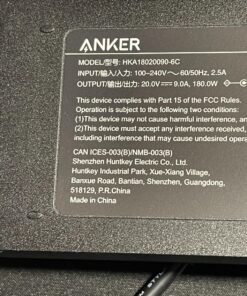 ANKER
MODEL/型号: HKA18020090-6C
INPUT/输入/入力: 100-240V～60/50Hz, 2.5A
OUTPUT/输出/出力: 20.0V⎓9.0A, 180.0W
This device complies with Part 15 of the FCC Rules.
Operation is subject to the following two conditions:
(1)This device may not cause harmful interference, an
(2)This device must accept any interference received,
including interference that may cause undesired opera
CAN ICES-003(B)/NMB-003(B)
Shenzhen Huntkey Electric Co., Ltd.
Huntkey Industrial Park, Xue-Xiang Village,
Banxue Road, Bantian, Shenzhen, Guangdong,
518129, P.R.China
Made in China